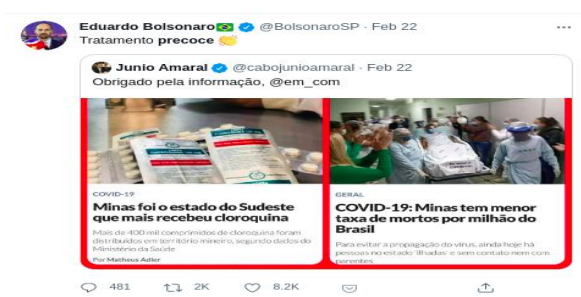 Eduardo Bolsonaro @BolsonaroSP · Feb 22
Tratamento precoce
Junio Amaral @cabojunioamaral · Feb 22
Obrigado pela informação, @em_com
COVID-19
Minas foi o estado do Sudeste
que mais recebeu cloroquina
Mais de 400 mil comprimidos de cloroquina foram
distribuídos em território mineiro, segundo dados do
Ministério da Saúde
Por Matheus Adler
GERAL
COVID-19: Minas tem menor
taxa de mortos por milhão do
Brasil
Para evitar a propagação do vírus, ainda hoje há
pessoas no estado 'ilhadas' e sem contato nem com
parentes
481 2K 8.2K